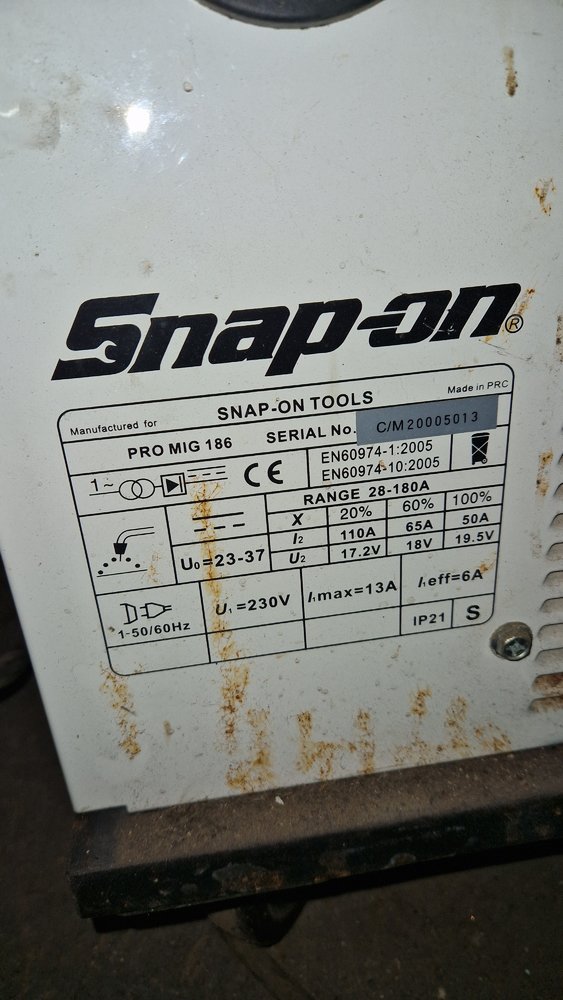 Snap-on®
Manufactured for SNAP-ON TOOLS Made in PRC
PRO MIG 186 SERIAL No. C/M20005013
1~ CE EN60974-1:2005
EN60974-10:2005
RANGE 28-180A
X 20% 60% 100%
I2 110A 65A 50A
U0=23-37 U2 17.2V 18V 19.5V
1-50/60Hz U1=230V I1max=13A I1eff=6A
IP21 S